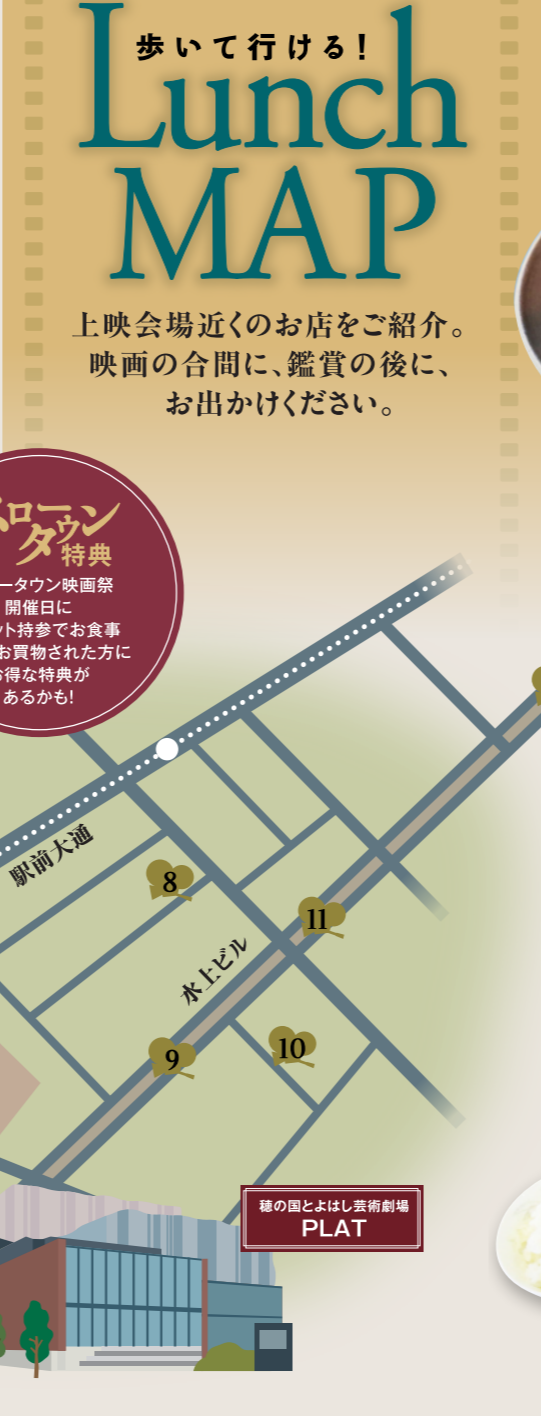 歩いて行ける!
Lunch
MAP
上映会場近くのお店をご紹介。
映画の合間に、鑑賞の後に、
お出かけください。
ロー
タウン
特典
ータウン映画祭
開催日に
ット持参でお食事
お買物された方に
お得な特典が
あるかも!
駅前大通
8
11
水上ビル
9
10
穂の国とよはし芸術劇場
PLAT